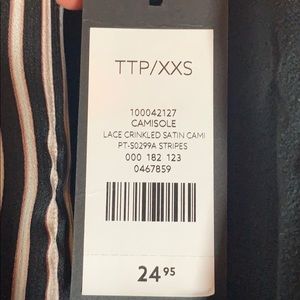 TTP/XXS
100042127
CAMISOLE
LACE CRINKLED SATIN CAMI
PT-S0299A STRIPES
000 182 123
0467859
24.95